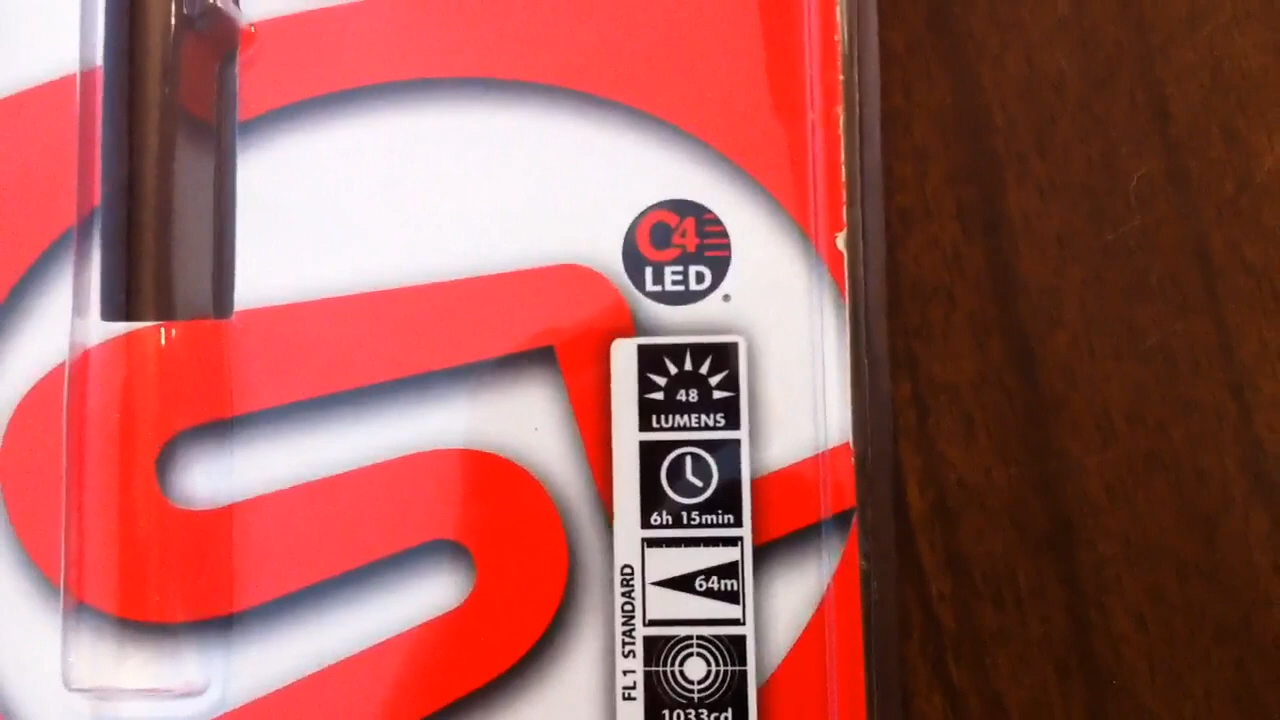 C4
LED
48
LUMENS
6h 15min
64m
FL1 STANDARD
1033cd